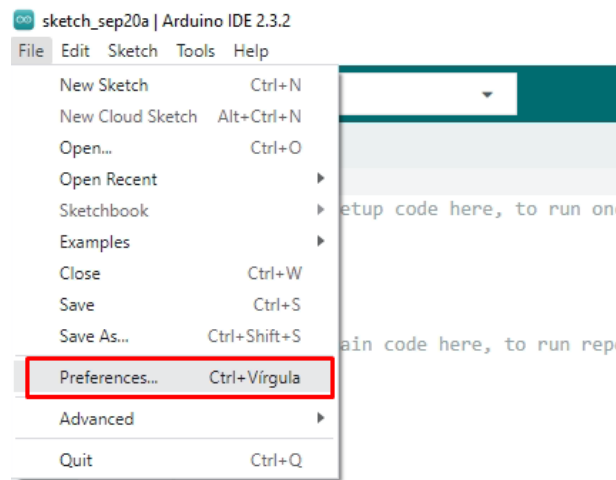 sketch_sep20a | Arduino IDE 2.3.2
File Edit Sketch Tools Help
New Sketch Ctrl+N
New Cloud Sketch Alt+Ctrl+N
Open... Ctrl+O
Open Recent
Sketchbook
etup code here, to run on
Examples
Close Ctrl+W
Save Ctrl+S
Save As... Ctrl+Shift+S
ain code here, to run rep
Preferences... Ctrl+Vírgula
Advanced
Quit Ctrl+Q